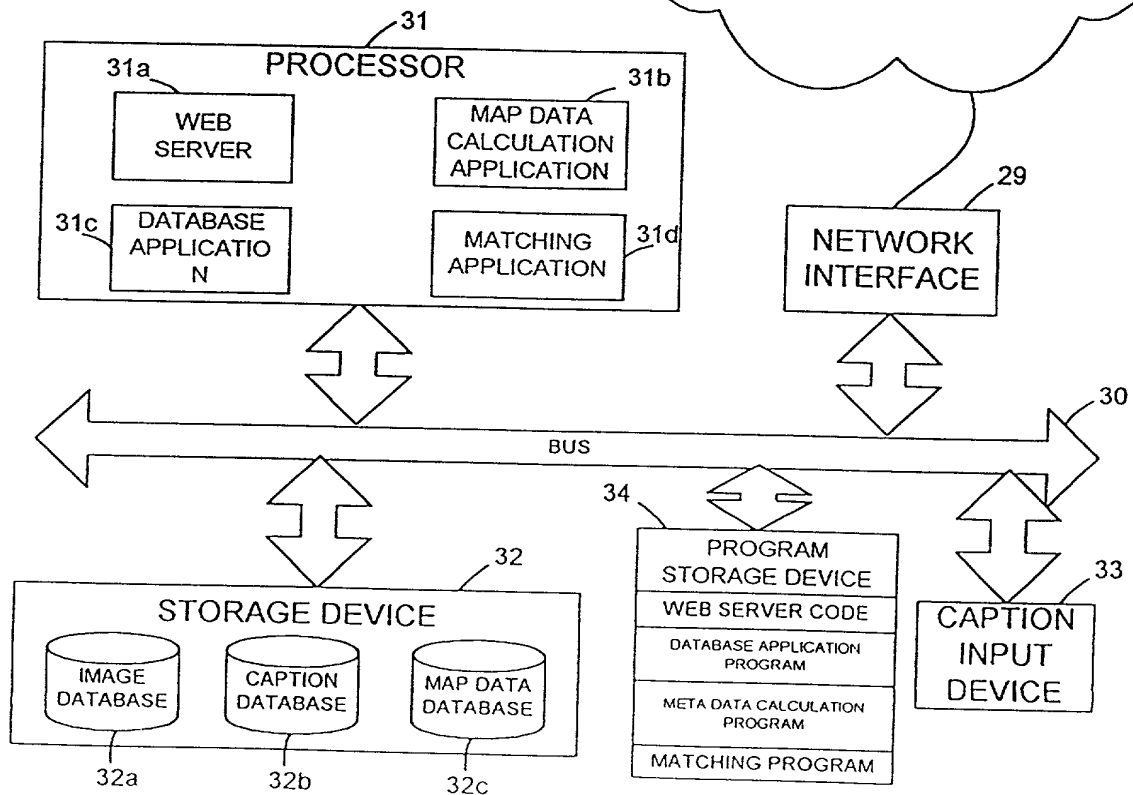 31
PROCESSOR
31a
WEB
SERVER
31b
MAP DATA
CALCULATION
APPLICATION
31c
DATABASE
APPLICATIO
N
MATCHING
APPLICATION
31d
29
NETWORK
INTERFACE
30
BUS
32
STORAGE DEVICE
IMAGE
DATABASE
CAPTION
DATABASE
MAP DATA
DATABASE
32a
32b
32c
34
PROGRAM
STORAGE DEVICE
WEB SERVER CODE
DATABASE APPLICATION
PROGRAM
META DATA CALCULATION
PROGRAM
MATCHING PROGRAM
33
CAPTION
INPUT
DEVICE